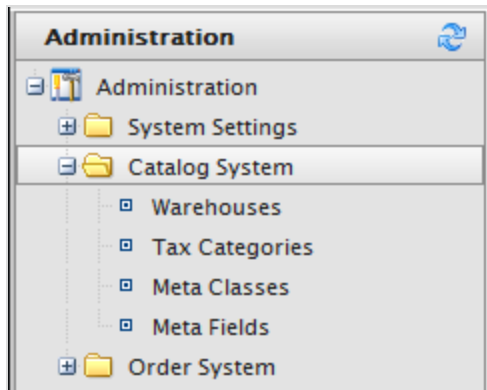 Administration
Administration
System Settings
Catalog System
Warehouses
Tax Categories
Meta Classes
Meta Fields
Order System